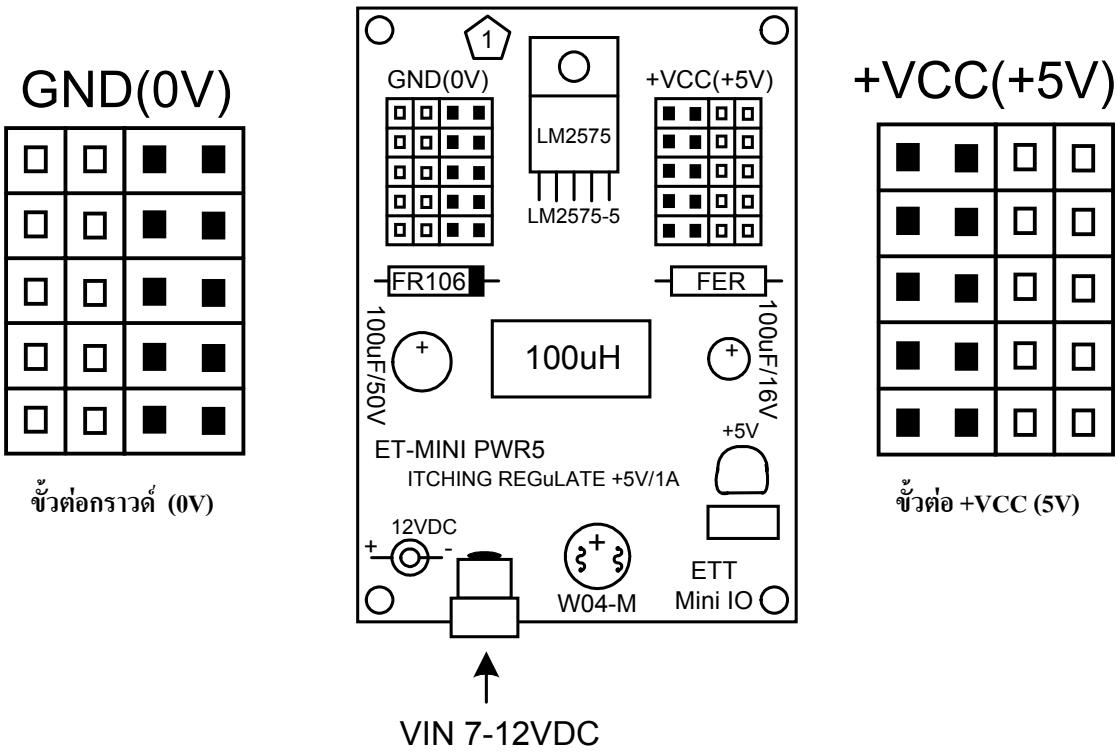 GND(0V)
ขั้วต่อกราวด์ (0V)
1
GND(0V)
+VCC(+5V)
LM2575
LM2575-5
FR106
FER
100uF/50V
+
100uH
+
100uF/16V
ET-MINI PWR5
ITCHING REGuLATE +5V/1A
+5V
12VDC
+ -
+
W04-M
ETT
Mini IO
VIN 7-12VDC
+VCC(+5V)
ขั้วต่อ +VCC (5V)